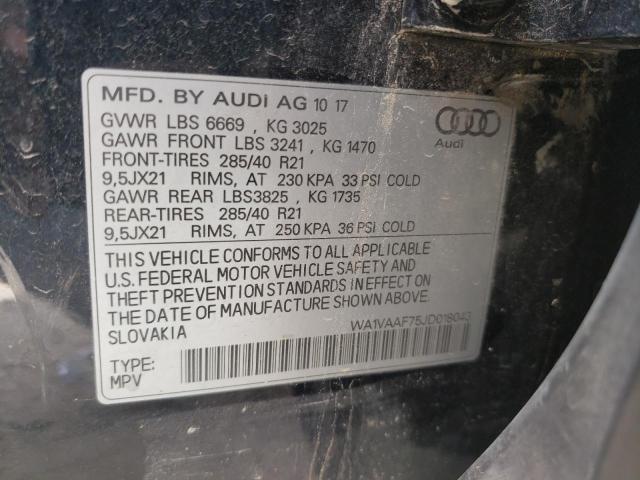 MFD. BY AUDI AG 10 17
GVWR LBS 6669 , KG 3025
GAWR FRONT LBS 3241 , KG 1470
FRONT-TIRES 285/40 R21
9,5JX21 RIMS, AT 230 KPA 33 PSI COLD
GAWR REAR LBS3825 , KG 1735
REAR-TIRES 285/40 R21
9,5JX21 RIMS, AT 250 KPA 36 PSI COLD
Audi
THIS VEHICLE CONFORMS TO ALL APPLICABLE
U.S. FEDERAL MOTOR VEHICLE SAFETY AND
THEFT PREVENTION STANDARDS IN EFFECT ON
THE DATE OF MANUFACTURE SHOWN ABOVE.
SLOVAKIA
WA1VAAF75JD018043
TYPE:
MPV